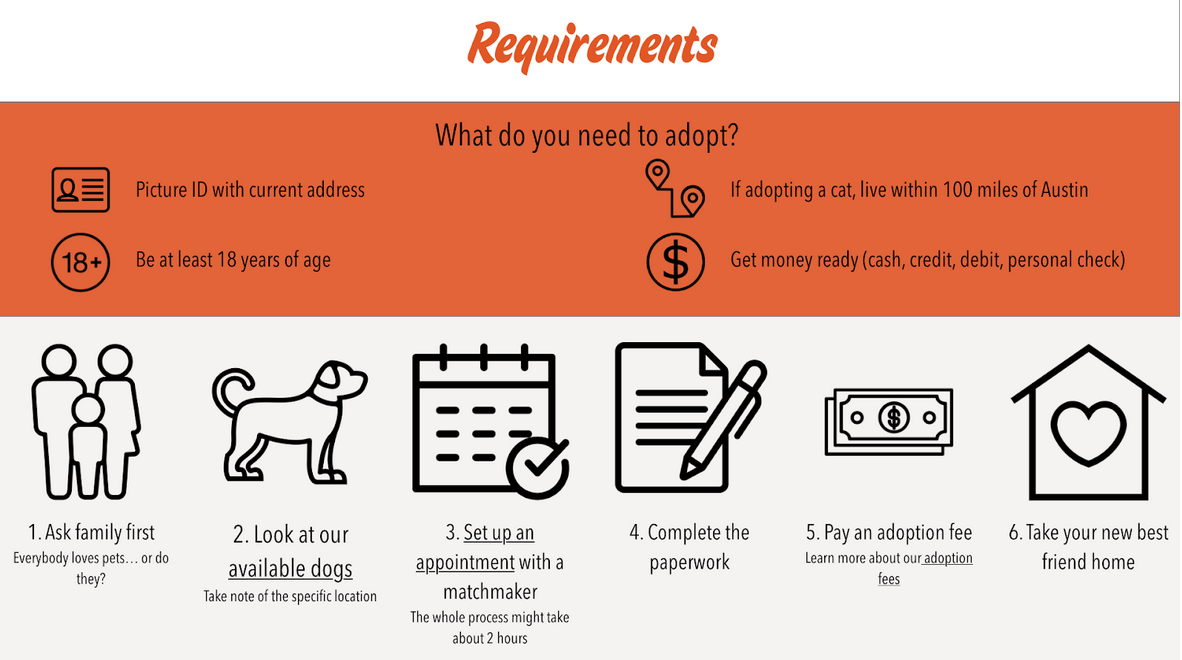 Requirements
What do you need to adopt?
Picture ID with current address
If adopting a cat, live within 100 miles of Austin
18+
Be at least 18 years of age
$
Get money ready (cash, credit, debit, personal check)
$
1. Ask family first
Everybody loves pets... or do
they?
2. Look at our
available dogs
Take note of the specific location
3. Set up an
appointment with a
matchmaker
The whole process might take
about 2 hours
4. Complete the
paperwork
5. Pay an adoption fee
Learn more about our adoption
fees
6. Take your new best
friend home